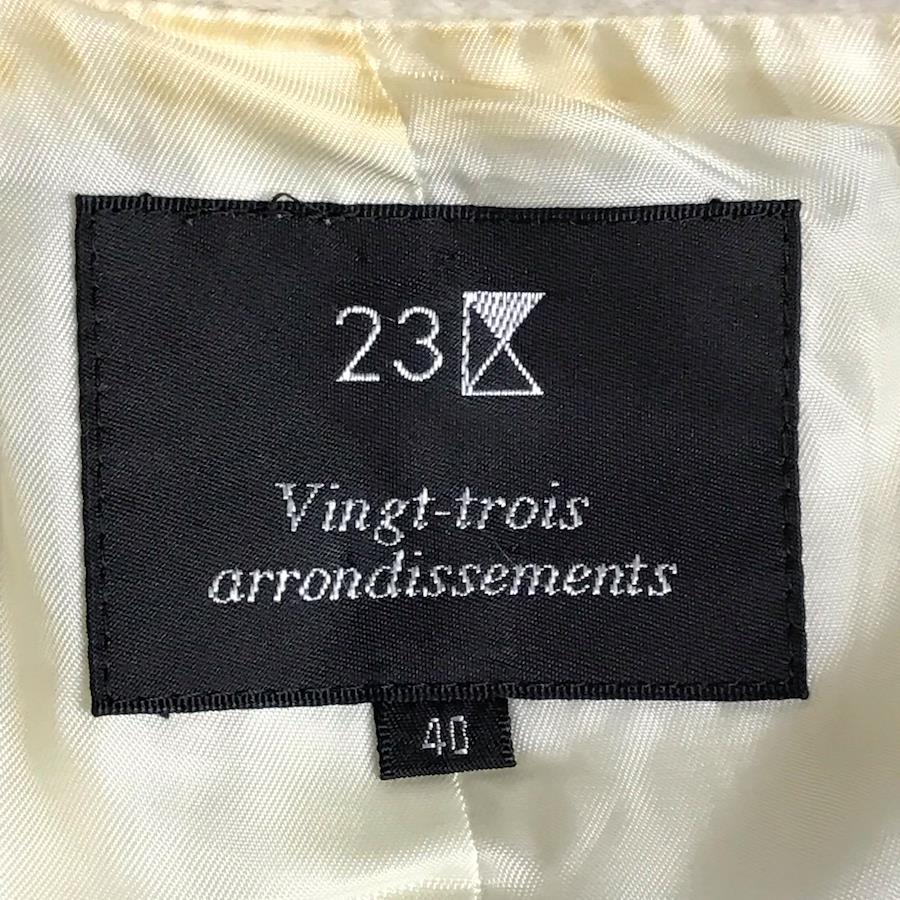 23
Vingt-trois
arrondissements
40